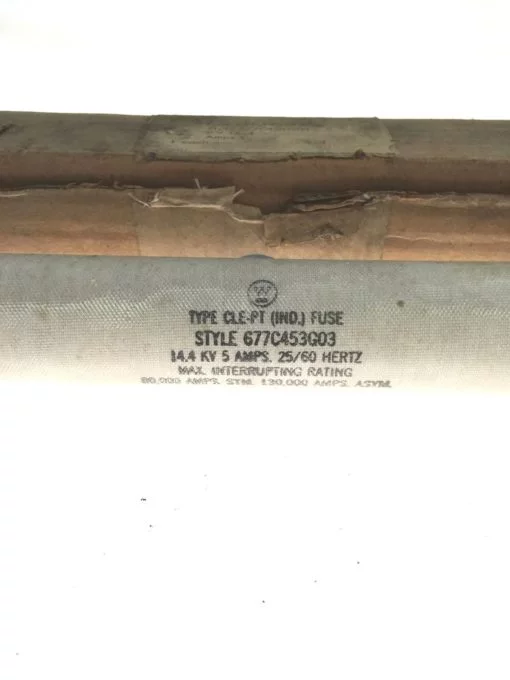 TYPE CLE-PT (IND.) FUSE
STYLE 677C453G03
14.4 KV 5 AMPS. 25/60 HERTZ
MAX. INTERRUPTING RATING
80,000 AMPS. SYM. 130,000 AMPS. ASYM.